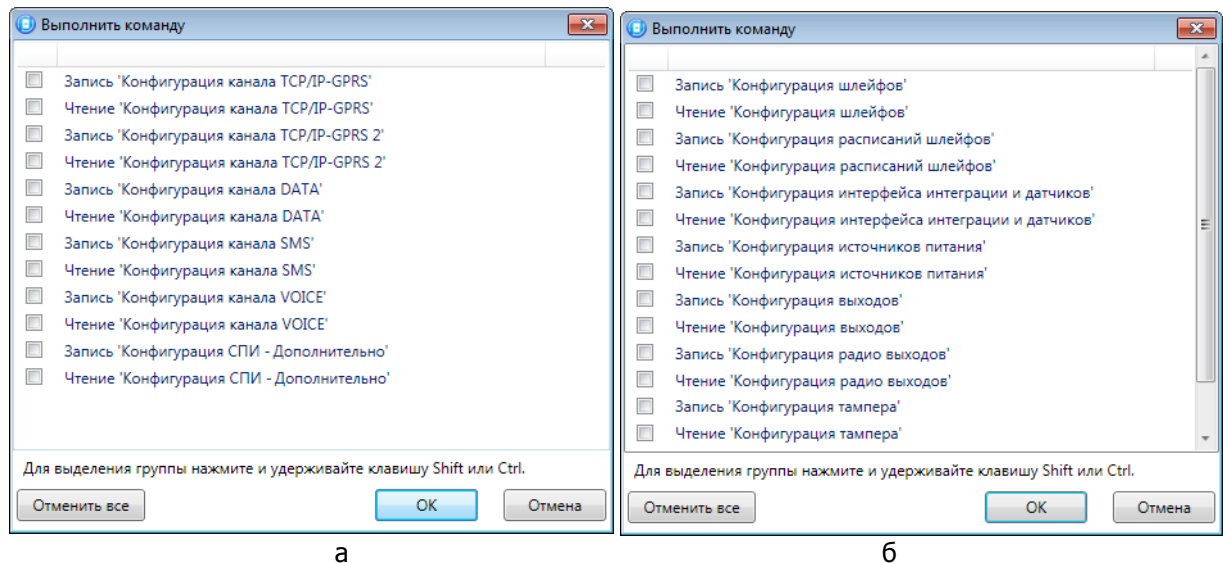 Выполнить команду
Запись 'Конфигурация канала TCP/IP-GPRS'
Чтение 'Конфигурация канала TCP/IP-GPRS'
Запись 'Конфигурация канала TCP/IP-GPRS 2'
Чтение 'Конфигурация канала TCP/IP-GPRS 2'
Запись 'Конфигурация канала DATA'
Чтение 'Конфигурация канала DATA'
Запись 'Конфигурация канала SMS'
Чтение 'Конфигурация канала SMS'
Запись 'Конфигурация канала VOICE'
Чтение 'Конфигурация канала VOICE'
Запись 'Конфигурация СПИ - Дополнительно'
Чтение 'Конфигурация СПИ - Дополнительно'
Для выделения группы нажмите и удерживайте клавишу Shift или Ctrl.
Отменить все ОК Отмена
а
Выполнить команду
Запись 'Конфигурация шлейфов'
Чтение 'Конфигурация шлейфов'
Запись 'Конфигурация расписаний шлейфов'
Чтение 'Конфигурация расписаний шлейфов'
Запись 'Конфигурация интерфейса интеграции и датчиков'
Чтение 'Конфигурация интерфейса интеграции и датчиков'
Запись 'Конфигурация источников питания'
Чтение 'Конфигурация источников питания'
Запись 'Конфигурация выходов'
Чтение 'Конфигурация выходов'
Запись 'Конфигурация радио выходов'
Чтение 'Конфигурация радио выходов'
Запись 'Конфигурация тампера'
Чтение 'Конфигурация тампера'
Для выделения группы нажмите и удерживайте клавишу Shift или Ctrl.
Отменить все ОК Отмена
б